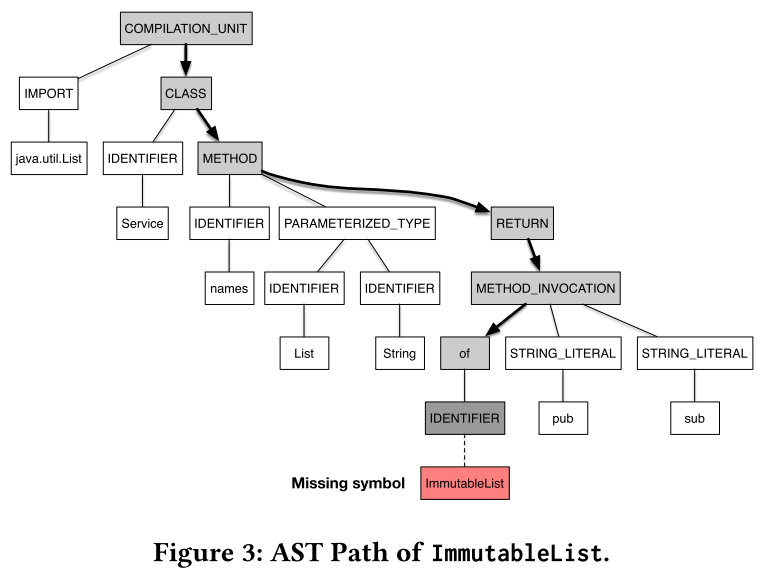 COMPILATION_UNIT
IMPORT
CLASS
java.util.List
IDENTIFIER
METHOD
Service
IDENTIFIER
PARAMETERIZED_TYPE
RETURN
names
IDENTIFIER
IDENTIFIER
METHOD_INVOCATION
List
String
of
STRING_LITERAL
STRING_LITERAL
IDENTIFIER
pub
sub
Missing symbol
ImmutableList
Figure 3: AST Path of ImmutableList.